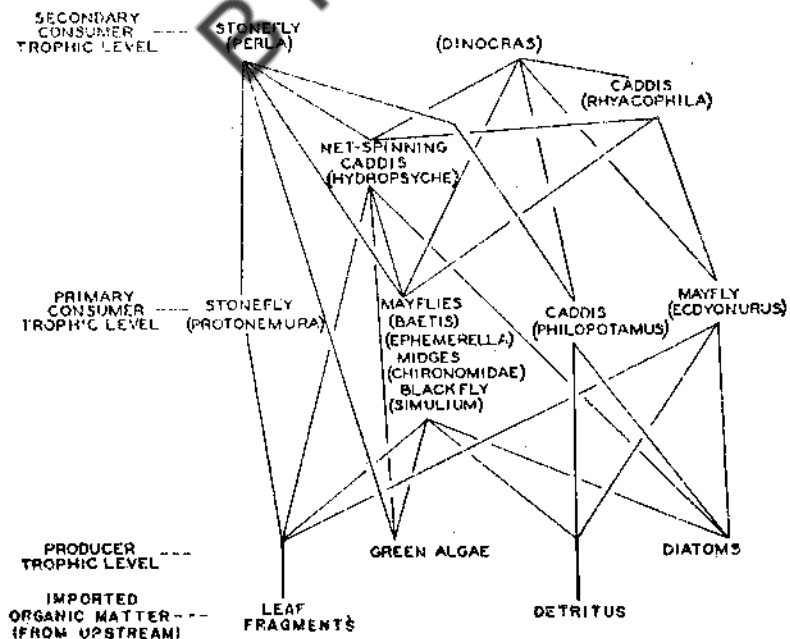 SECONDARY
CONSUMER
TROPHIC LEVEL
STONEFLY
(PERLA)
(DINOCRAS)
CADDIS
(RHYACOPHILA)
NET-SPINNING
CADDIS
(HYDROPSYCHE)
PRIMARY
CONSUMER
TROPHIC LEVEL
STONEFLY
(PROTONEMURA)
MAYFLIES
(BAETIS)
(EPHEMERELLA)
MIDGES
(CHIRONOMIDAE)
BLACKFLY
(SIMULIUM)
CADDIS
(PHILOPOTAMUS)
MAYFLY
(ECDYONURUS)
PRODUCER
TROPHIC LEVEL
GREEN ALGAE
DIATOMS
IMPORTED
ORGANIC MATTER
(FROM UPSTREAM)
LEAF
FRAGMENTS
DETRITUS